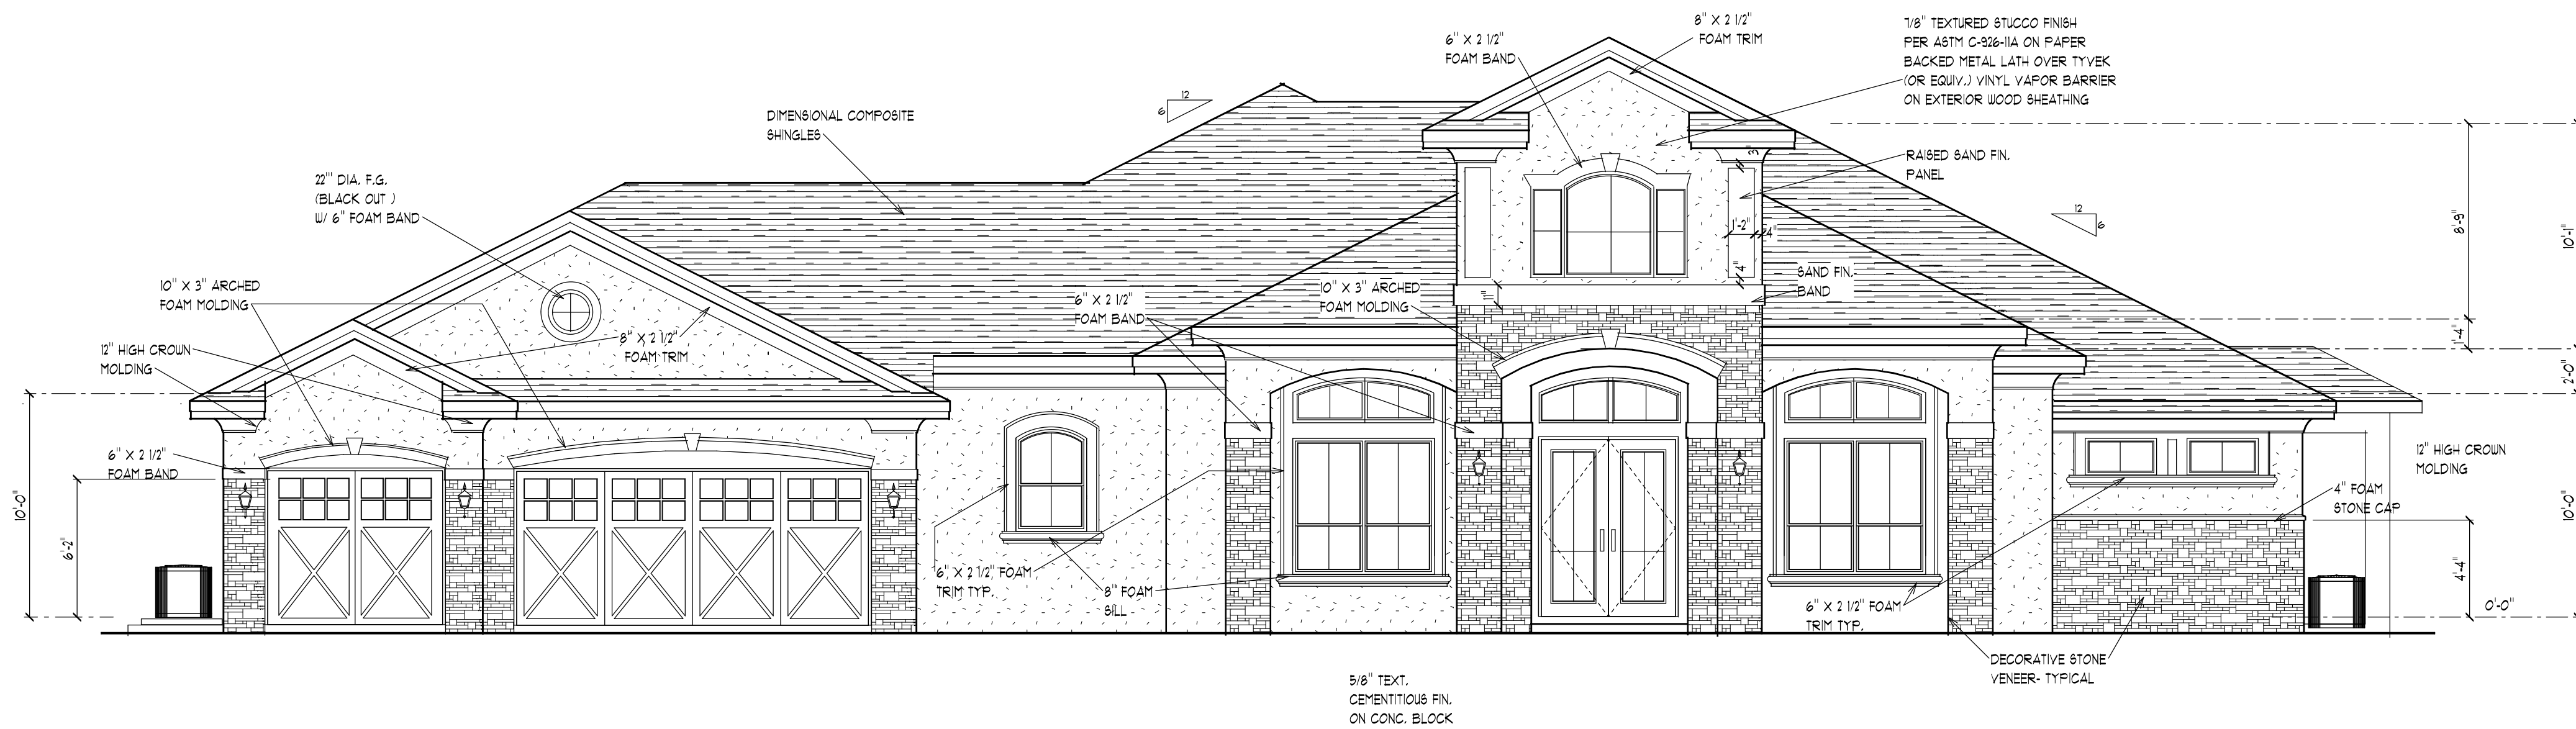 8" X 2 1/2"
FOAM TRIM
6" X 2 1/2"
FOAM BAND
7/8" TEXTURED STUCCO FINISH
PER ASTM C-926-11A ON PAPER
BACKED METAL LATH OVER TYVEK
(OR EQUIV.) VINYL VAPOR BARRIER
ON EXTERIOR WOOD SHEATHING
12
6
DIMENSIONAL COMPOSITE
SHINGLES
RAISED SAND FIN.
PANEL
3"
22"' DIA. F.G.
(BLACK OUT )
W/ 6" FOAM BAND
12
6
8'-9"
10'-1"
1'-2"
4"
4"
SAND FIN.
BAND
11"
10" X 3" ARCHED
FOAM MOLDING
10" X 3" ARCHED
FOAM MOLDING
6" X 2 1/2"
FOAM BAND
8" X 2 1/2"
FOAM TRIM
12" HIGH CROWN
MOLDING
1'-4"
2'-0"
6" X 2 1/2"
FOAM BAND
12" HIGH CROWN
MOLDING
4" FOAM
STONE CAP
10'-0"
6'-2"
10'-0"
4'-4"
6" X 2 1/2" FOAM
TRIM TYP.
8" FOAM
SILL
6" X 2 1/2" FOAM
TRIM TYP.
0'-0"
DECORATIVE STONE
VENEER- TYPICAL
5/8" TEXT.
CEMENTITIOUS FIN.
ON CONC. BLOCK